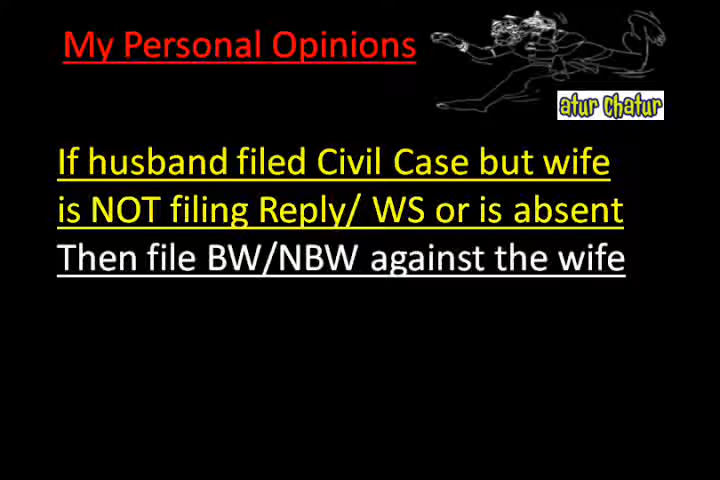 My Personal Opinions
atur chatur
If husband filed Civil Case but wife
is NOT filing Reply/ WS or is absent
Then file BW/NBW against the wife